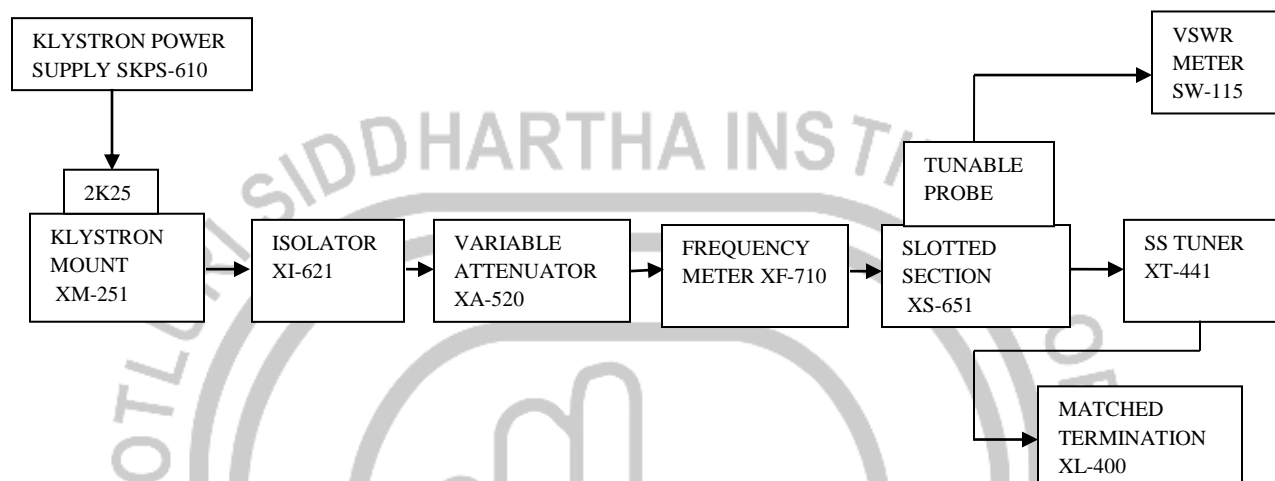 KLYSTRON POWER
SUPPLY SKPS-610
VSWR
METER
SW-115
SIDDHARTHA INSTI
TUNABLE
PROBE
2K25
KLYSTRON
MOUNT
XM-251
ISOLATOR
XI-621
VARIABLE
ATTENUATOR
XA-520
FREQUENCY
METER XF-710
SLOTTED
SECTION
XS-651
SS TUNER
XT-441
MATCHED
TERMINATION
XL-400